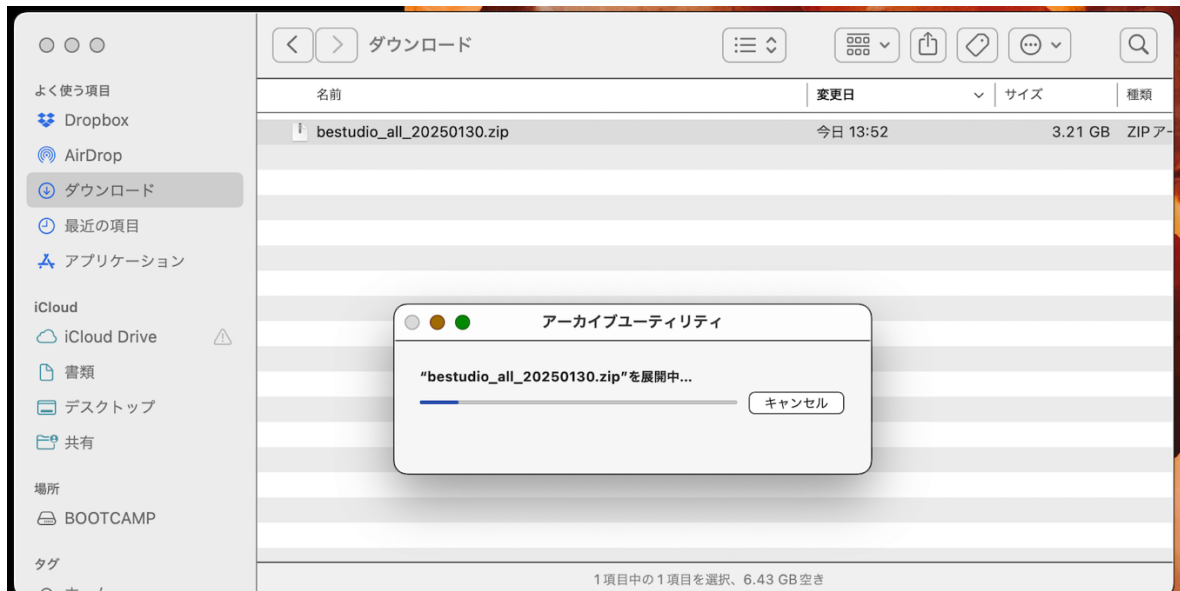 ダウンロード
よく使う項目
Dropbox
AirDrop
ダウンロード
最近の項目
アプリケーション
iCloud
iCloud Drive
書類
デスクトップ
共有
場所
BOOTCAMP
タグ
名前 変更日 サイズ 種類
bestudio_all_20250130.zip 今日 13:52 3.21 GB ZIP ア-
アーカイブユーティリティ
“bestudio_all_20250130.zip”を展開中...
キャンセル
1 項目中の 1 項目を選択、6.43 GB 空き